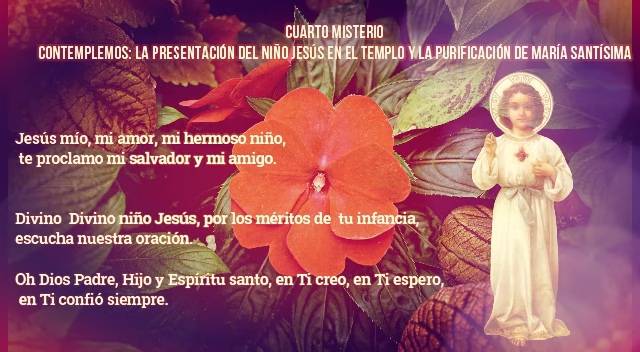 CUARTO MISTERIO
CONTEMPLEMOS: LA PRESENTACIÓN DEL NIÑO JESÚS EN EL TEMPLO Y LA PURIFICACIÓN DE MARÍA SANTÍSIMA
Jesús mío, mi amor, mi hermoso niño,
te proclamo mi salvador y mi amigo.
Divino Divino niño Jesús, por los méritos de tu infancia,
escucha nuestra oración.
Oh Dios Padre, Hijo y Espíritu santo, en Ti creo, en Ti espero,
en Ti confió siempre.